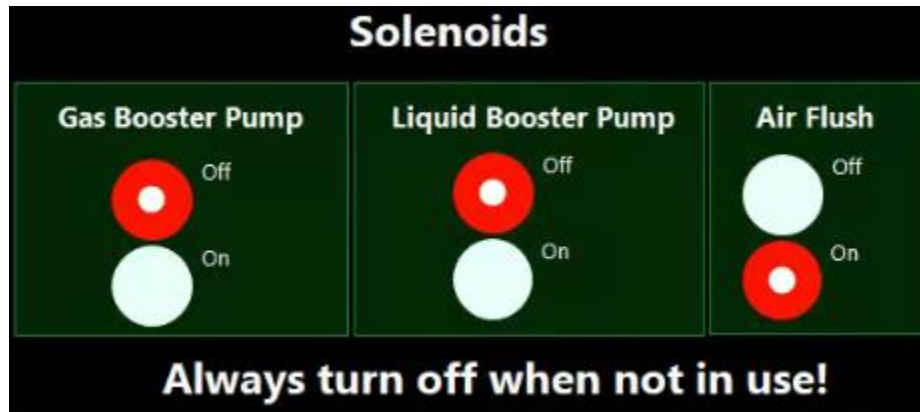 Solenoids
Gas Booster Pump
Off
On
Liquid Booster Pump
Off
On
Air Flush
Off
On
Always turn off when not in use!